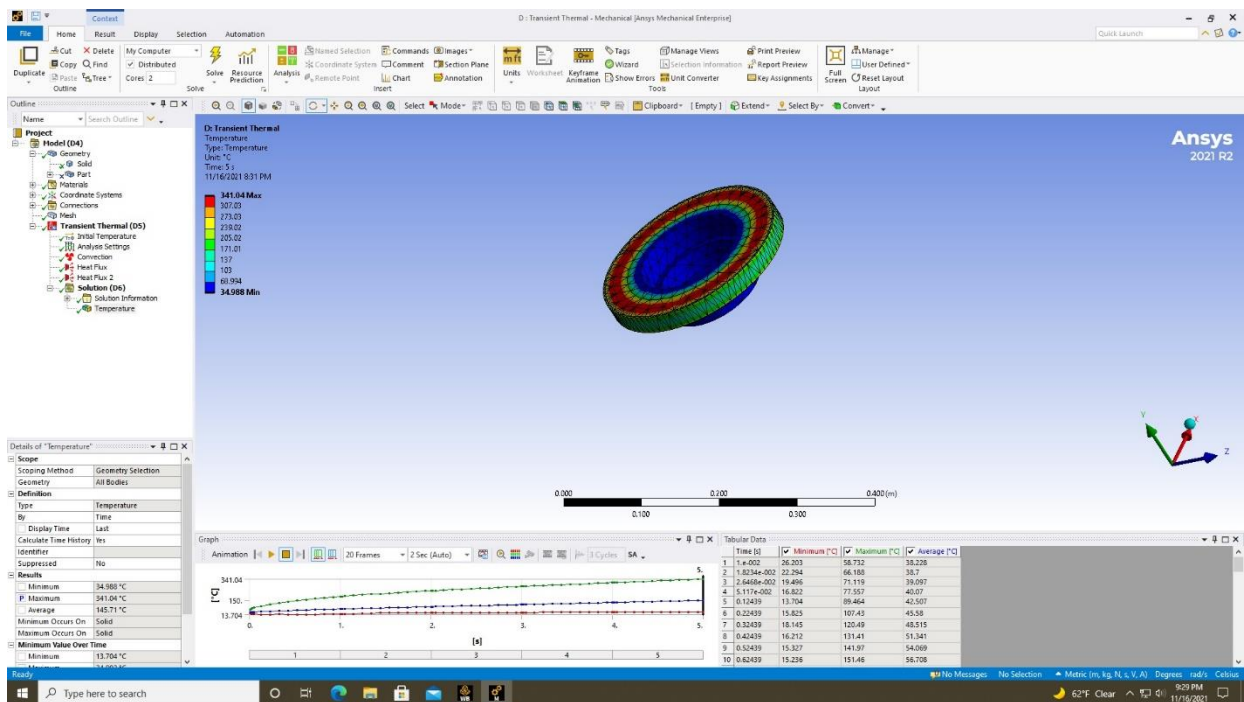 D : Transient Thermal - Mechanical [Ansys Mechanical Enterprise]
Context
File Home Result Display Selection Automation
Quick Launch
Duplicate
Cut
Copy
Paste
Delete
Find
Tree
Outline
My Computer
Distributed
Cores 2
Solve
Resource Prediction
Solve
Analysis
Named Selection
Coordinate System
Remote Point
Commands
Comment
Chart
Images
Section Plane
Annotation
Insert
Units
Worksheet
Keyframe Animation
Tags
Wizard
Show Errors
Manage Views
Selection Information
Unit Converter
Print Preview
Report Preview
Key Assignments
Tools
Full Screen
Manage
User Defined
Reset Layout
Layout
Outline
Name
Search Outline
Select Mode
Clipboard
[Empty]
Extend
Select By
Convert
Project
Model (D4)
Geometry
Solid
Part
Materials
Coordinate Systems
Connections
Mesh
Transient Thermal (D5)
Initial Temperature
Analysis Settings
Convection
Heat Flux
Heat Flux 2
Solution (D6)
Solution Information
Temperature
D: Transient Thermal
Temperature
Type: Temperature
Unit: °C
Time: 5 s
11/16/2021 8:31 PM
341.04 Max
307.03
273.03
239.02
205.02
171.01
137
103
68.994
34.988 Min
Ansys
2021 R2
Y
X
Z
0.000 0.200 0.400 (m)
0.100 0.300
Details of "Temperature"
Scope
Scoping Method Geometry Selection
Geometry All Bodies
Definition
Type Temperature
By Time
Display Time Last
Calculate Time History Yes
Identifier
Suppressed No
Results
Minimum 34.988 °C
P Maximum 341.04 °C
Average 145.71 °C
Minimum Occurs On Solid
Maximum Occurs On Solid
Minimum Value Over Time
Minimum 13.704 °C
Graph
Animation 20 Frames 2 Sec (Auto) 3 Cycles SA
5.
341.04
150.
13.704
[°C]
0. 1. 2. 3. 4. 5.
[s]
1 2 3 4 5
Tabular Data
Time [s] Minimum [°C] Maximum [°C] Average [°C]
1 1.e-002 26.203 58.732 38.228
2 1.8234e-002 22.294 66.188 38.7
3 2.6468e-002 19.496 71.119 39.097
4 5.117e-002 16.822 77.557 40.07
5 0.12439 13.704 89.464 42.507
6 0.22439 15.825 107.43 45.58
7 0.32439 18.145 120.49 48.515
8 0.42439 16.212 131.41 51.341
9 0.52439 15.327 141.97 54.069
10 0.62439 15.236 151.46 56.708
Ready
No Messages No Selection Metric (m, kg, N, s, V, A) Degrees rad/s Celsius
Type here to search
62°F Clear
9:29 PM
11/16/2021